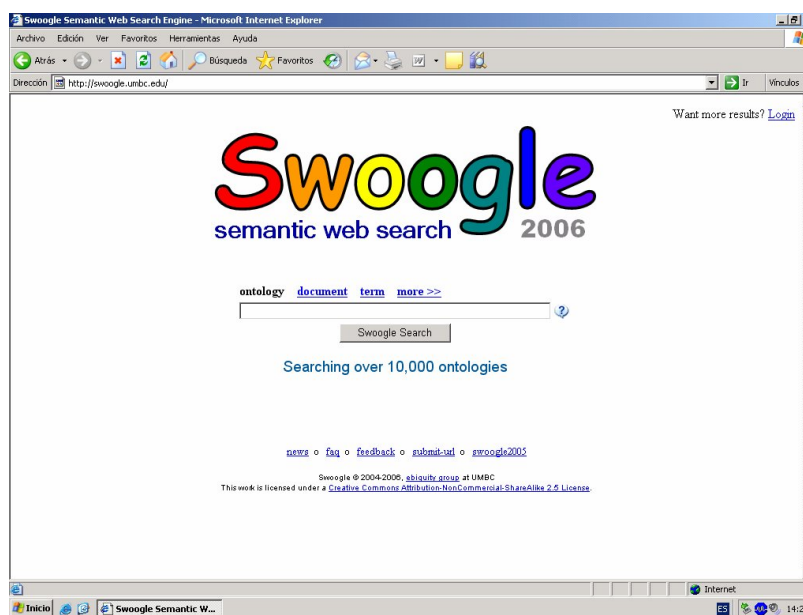 Swoogle Semantic Web Search Engine - Microsoft Internet Explorer
Archivo Edición Ver Favoritos Herramientas Ayuda
Atrás Búsqueda Favoritos
Dirección http://swoogle.umbc.edu/ Ir Vínculos
Want more results? Login
Swoogle
semantic web search 2006
ontology document term more >>
Swoogle Search
Searching over 10,000 ontologies
news o faq o feedback o submit-url o swoogle2005
Swoogle © 2004-2006, ebiquity group at UMBC
This work is licensed under a Creative Commons Attribution-NonCommercial-ShareAlike 2.5 License.
Internet
Inicio Swoogle Semantic W... ES